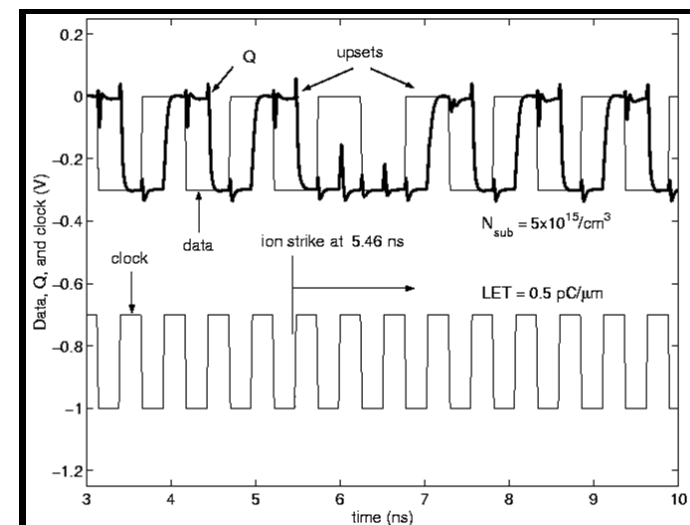 0.2
0
−0.2
−0.4
−0.6
−0.8
−1
−1.2
Data, Q, and clock (V)
Q
upsets
data
clock
ion strike at 5.46 ns
N_sub = 5x10^15/cm^3
LET = 0.5 pC/μm
3 4 5 6 7 8 9 10
time (ns)